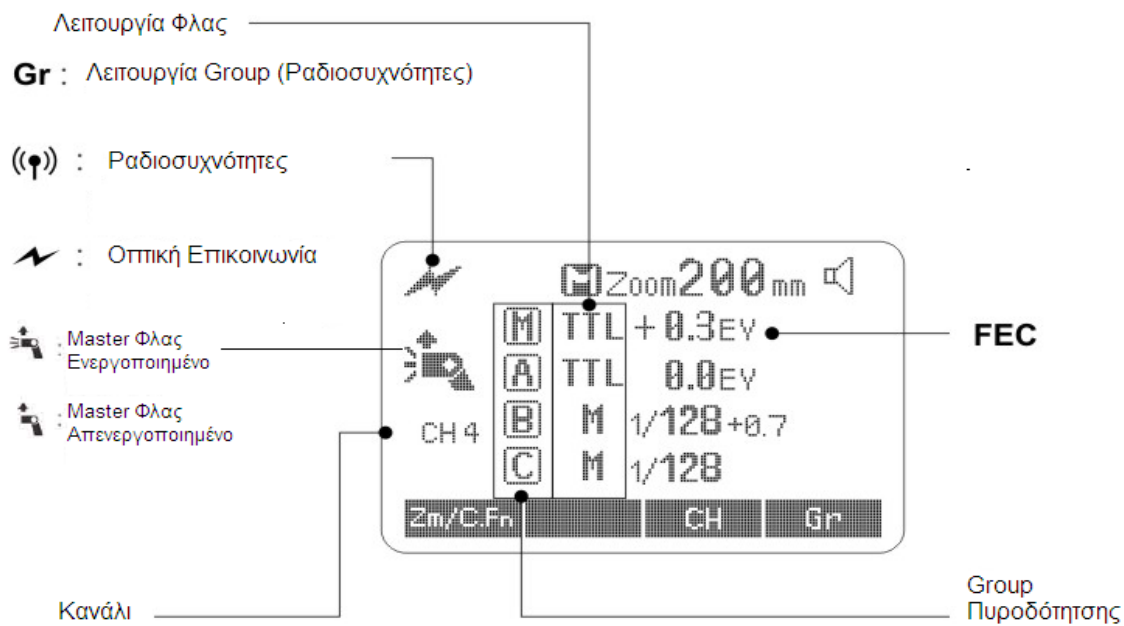 Λειτουργία Φλας
Gr : Λειτουργία Group (Ραδιοσυχνότητες)
: Ραδιοσυχνότητες
: Οπτική Επικοινωνία
: Master Φλας
Ενεργοποιημένο
: Master Φλας
Απενεργοποιημένο
Κανάλι
M Zoom 200 mm
M TTL +0.3EV
A TTL 0.0EV
B M 1/128+0.7
C M 1/128
CH 4
Zm/C.Fn CH Gr
FEC
Group
Πυροδότητσης